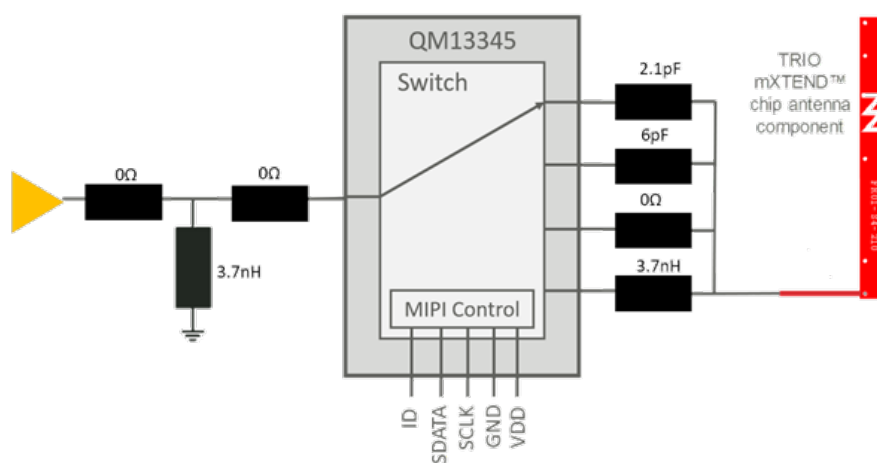 QM13345
Switch
0Ω
0Ω
3.7nH
2.1pF
6pF
0Ω
3.7nH
MIPI Control
ID
SDATA
SCLK
GND
VDD
TRIO
mXTEND™
chip antenna
component